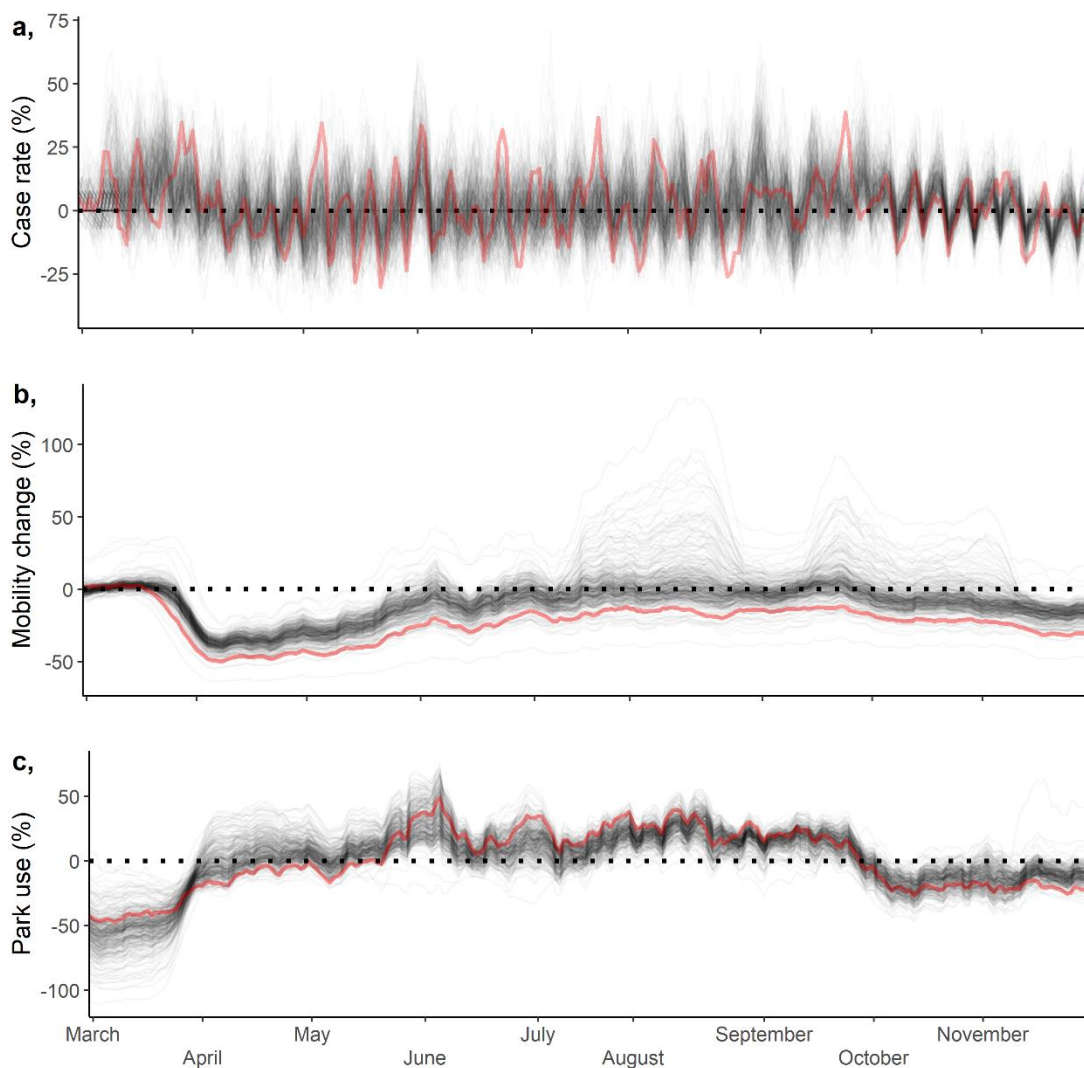 a,
Case rate (%)
75
50
25
0
-25
b,
Mobility change (%)
100
50
0
-50
c,
Park use (%)
50
0
-50
-100
March
April
May
June
July
August
September
October
November